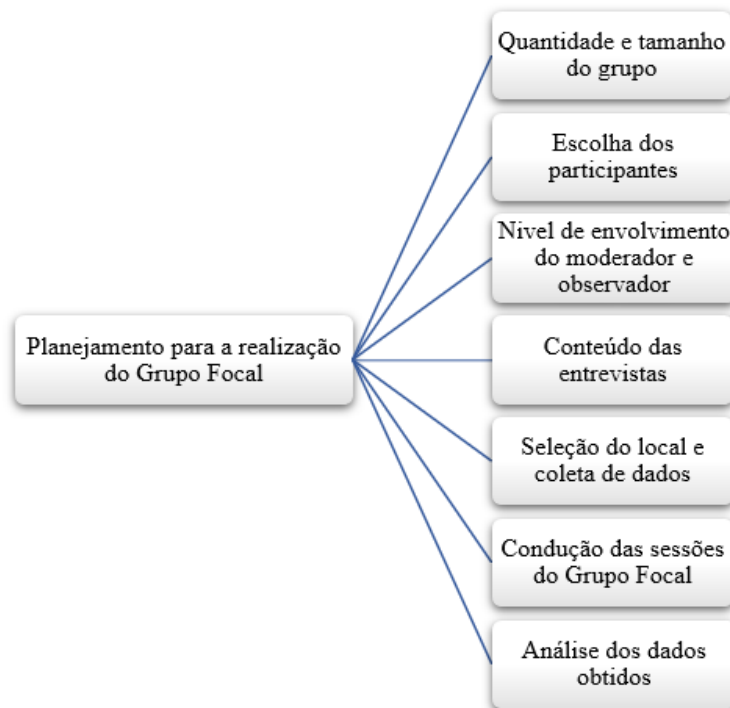 Quantidade e tamanho
do grupo
Escolha dos
participantes
Nivel de envolvimento
do moderador e
observador
Planejamento para a realização
do Grupo Focal
Conteúdo das
entrevistas
Seleção do local e
coleta de dados
Condução das sessões
do Grupo Focal
Análise dos dados
obtidos